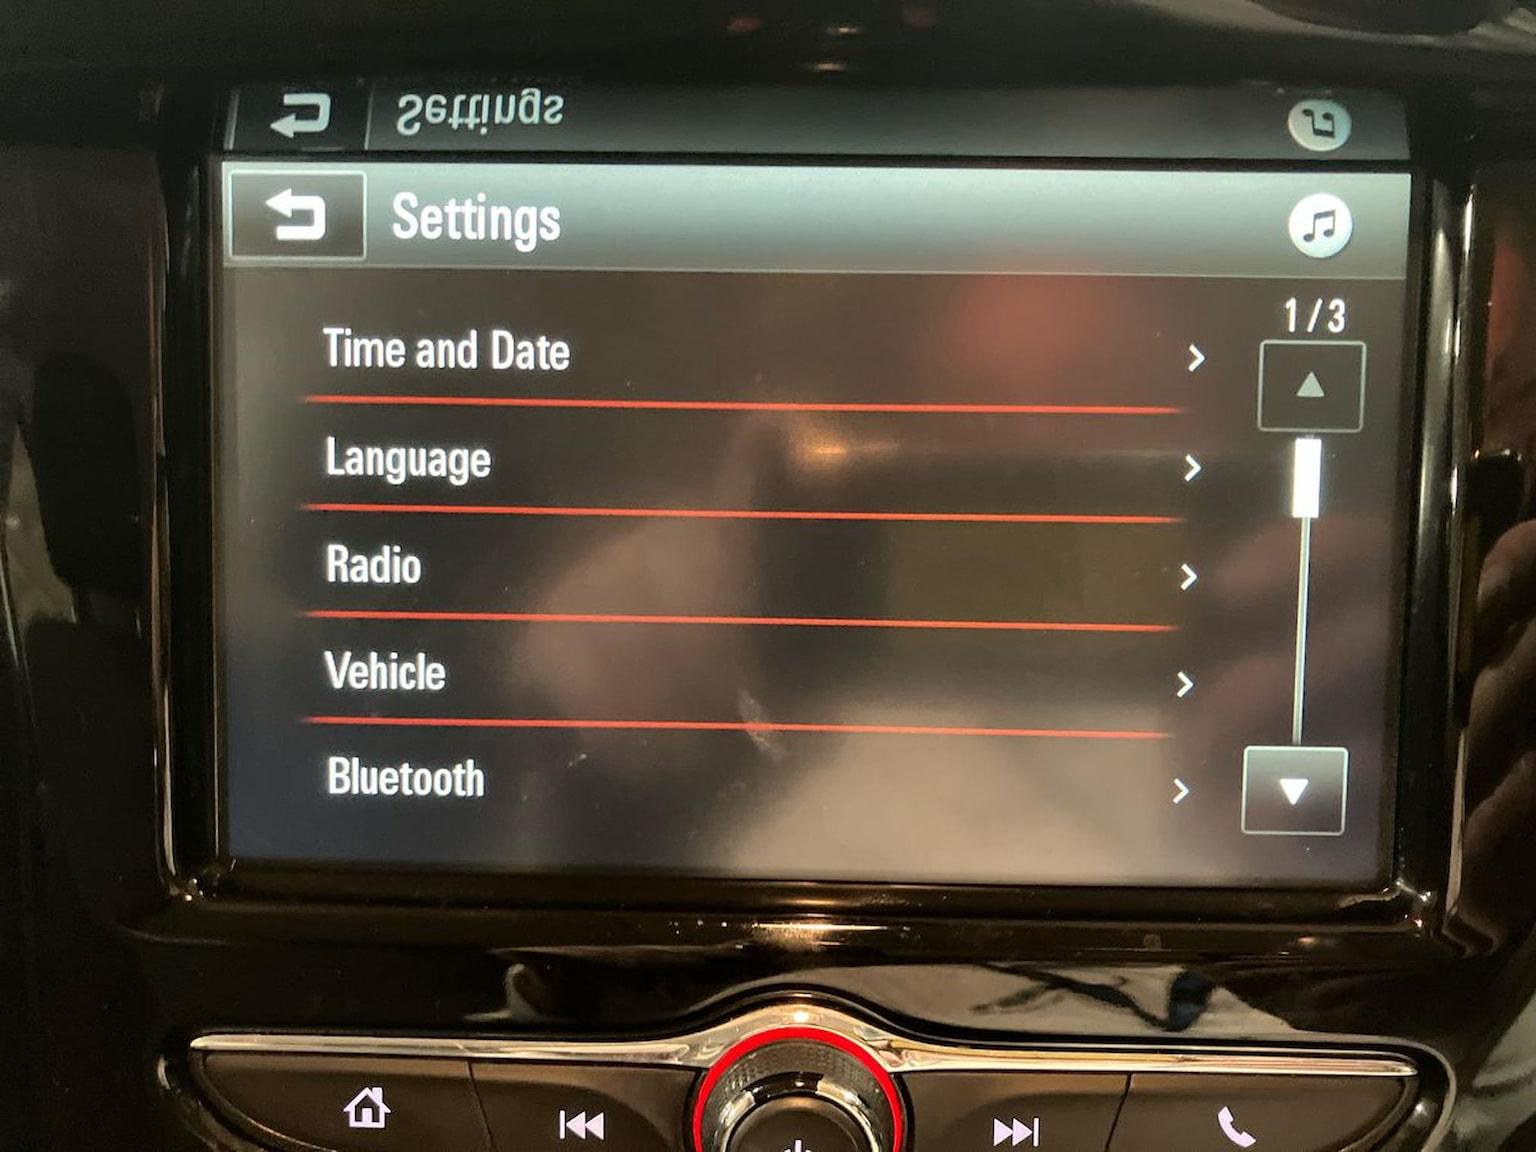 Settings
Settings
1/3
Time and Date
Language
Radio
Vehicle
Bluetooth